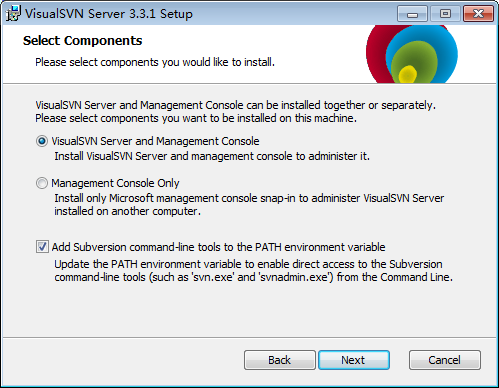 VisualSVN Server 3.3.1 Setup
Select Components
Please select components you would like to install.
VisualSVN Server and Management Console can be installed together or separately.
Please select components you want to be installed on this machine.
VisualSVN Server and Management Console
Install VisualSVN Server and management console to administer it.
Management Console Only
Install only Microsoft management console snap-in to administer VisualSVN Server
installed on another computer.
Add Subversion command-line tools to the PATH environment variable
Update the PATH environment variable to enable direct access to the Subversion
command-line tools (such as 'svn.exe' and 'svnadmin.exe') from the Command Line.
Back Next Cancel